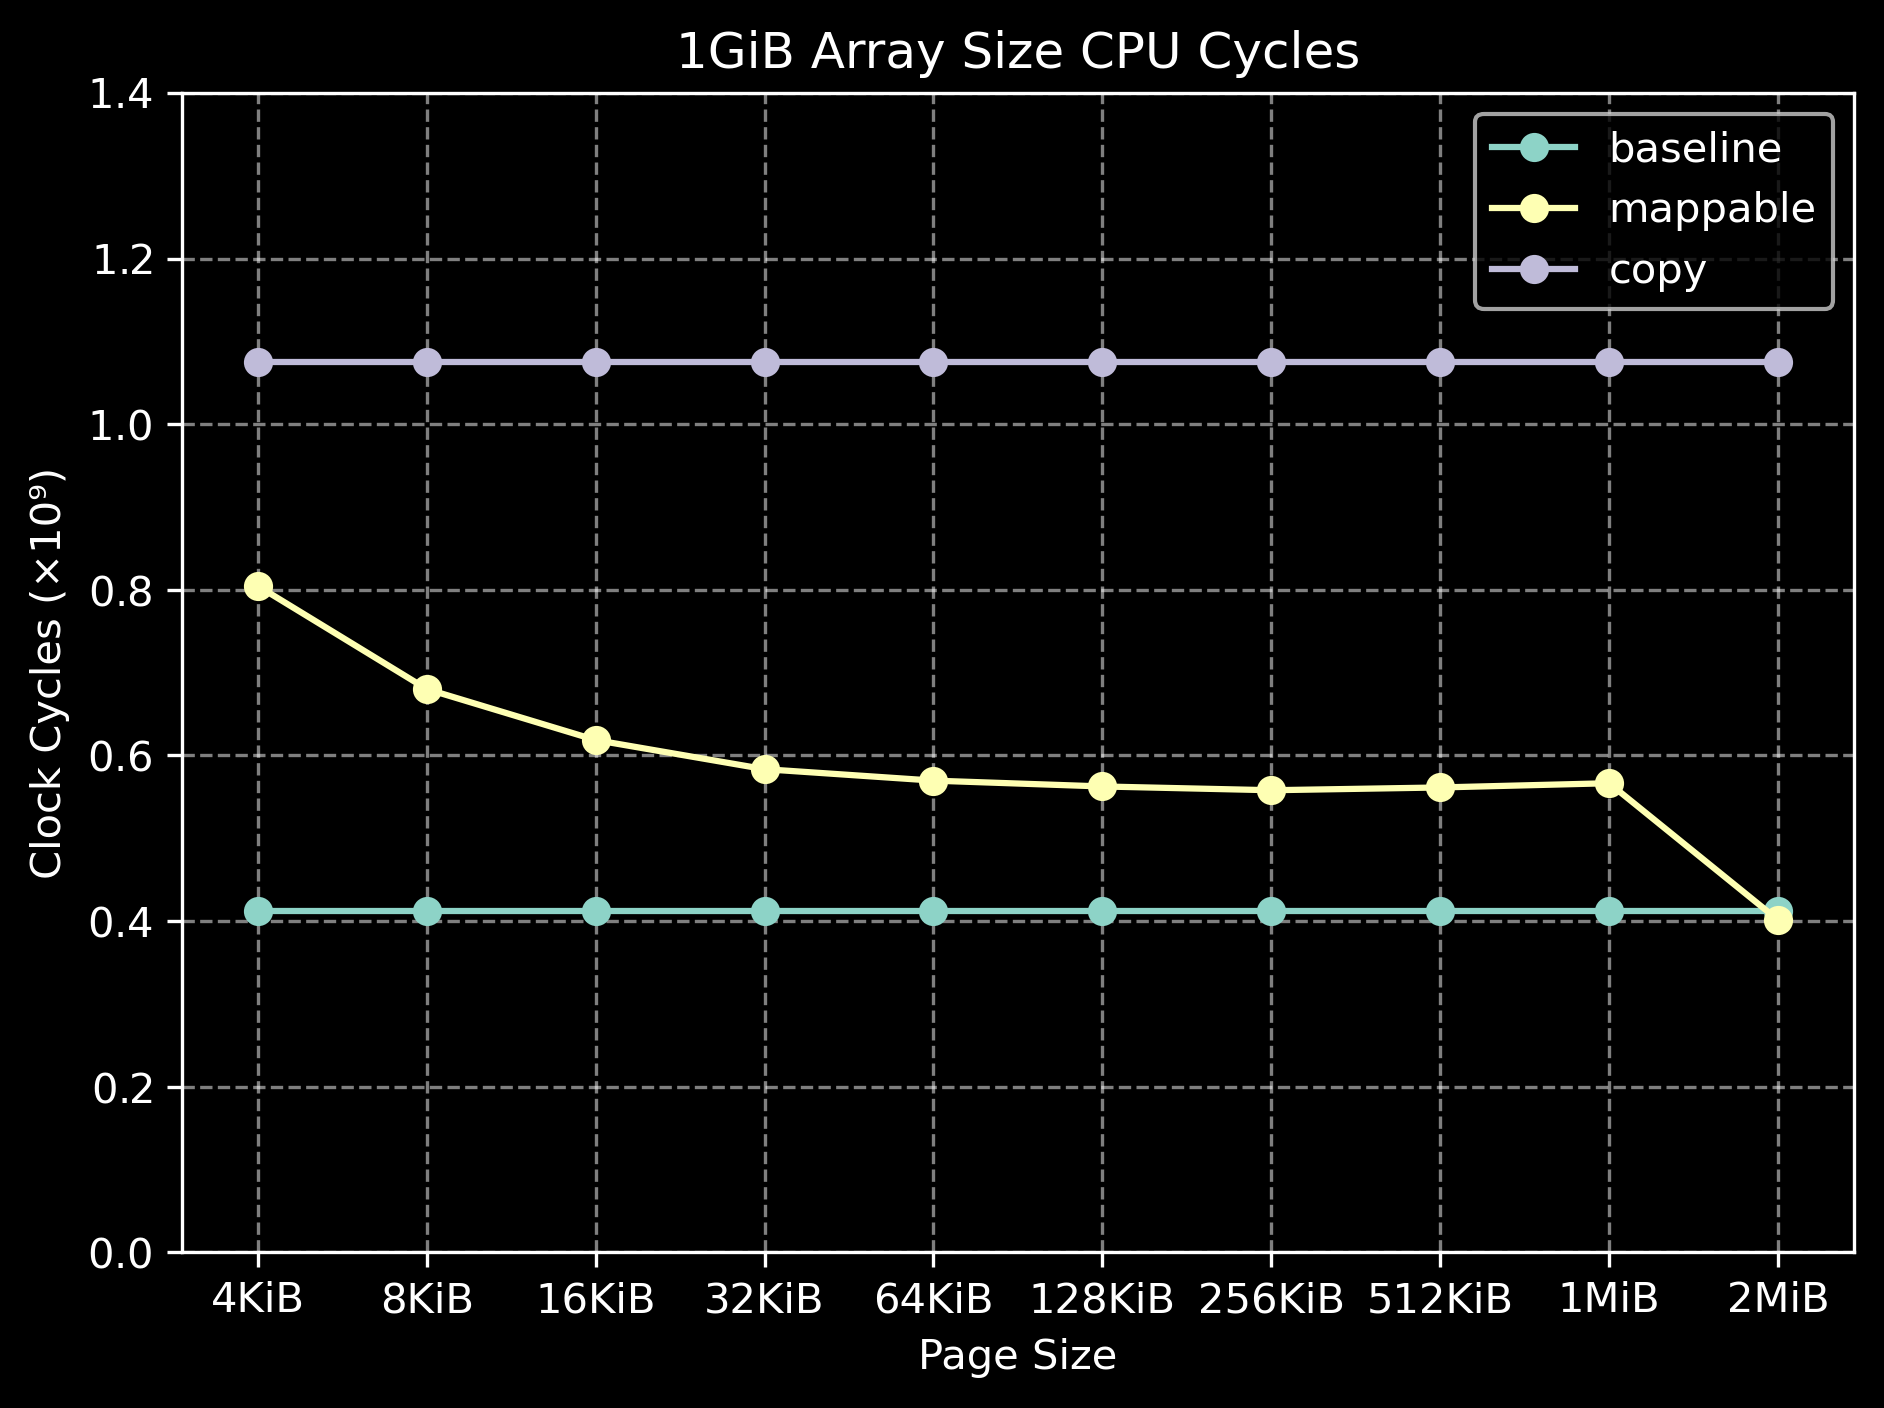 1GiB Array Size CPU Cycles
1.4
1.2
1.0
0.8
0.6
0.4
0.2
0.0
Clock Cycles (×10⁹)
baseline
mappable
copy
4KiB 8KiB 16KiB 32KiB 64KiB 128KiB 256KiB 512KiB 1MiB 2MiB
Page Size